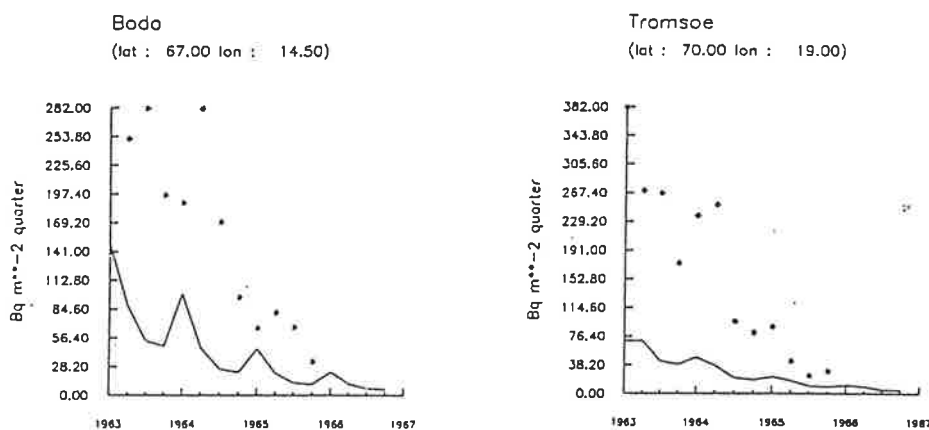 Bodo
(lat : 67.00 lon : 14.50)
282.00
253.80
225.60
197.40
169.20
141.00
112.80
84.60
56.40
28.20
0.00
Bq m**-2 quarter
1963 1964 1965 1966 1967
Tromsoe
(lat : 70.00 lon : 19.00)
382.00
343.80
305.60
267.40
229.20
191.00
152.80
114.60
76.40
38.20
0.00
Bq m**-2 quarter
1963 1964 1965 1966 1967